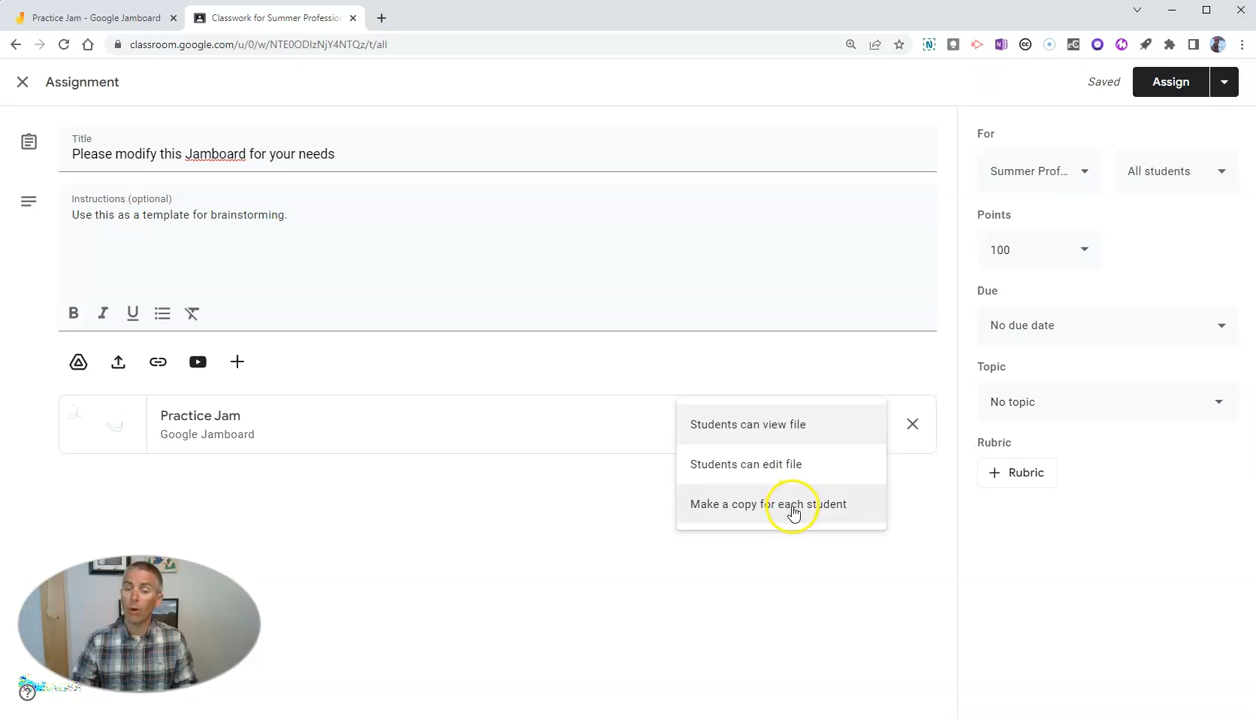 Practice Jam - Google Jamboard
Classwork for Summer Professio
classroom.google.com/u/0/w/NTE0ODIzNjY4NTQz/t/all
Assignment
Saved
Assign
Title
Please modify this Jamboard for your needs
Instructions (optional)
Use this as a template for brainstorming.
B I U
Practice Jam
Google Jamboard
Students can view file
Students can edit file
Make a copy for each student
For
Summer Prof...
All students
Points
100
Due
No due date
Topic
No topic
Rubric
+ Rubric